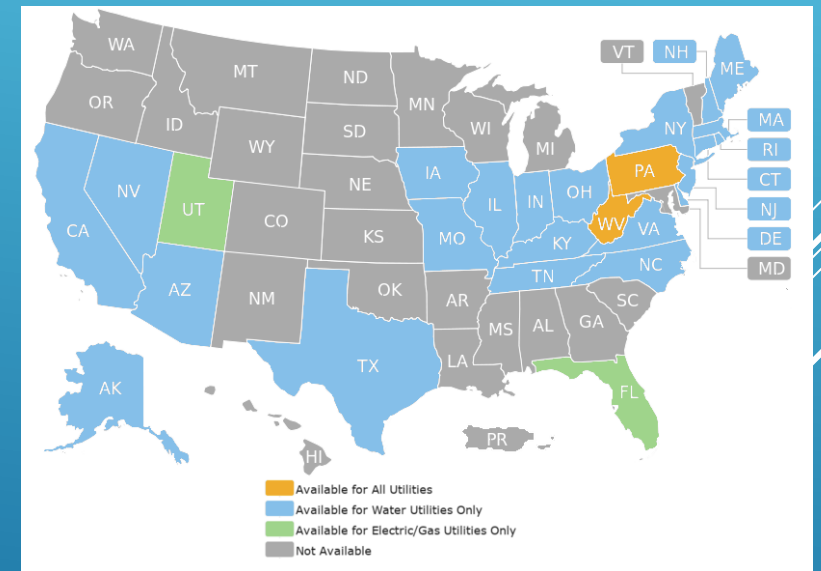 WA
MT
ND
MN
VT
NH
ME
OR
ID
SD
WI
MI
NY
MA
WY
RI
NE
IA
PA
CT
NV
UT
CO
IL
IN
OH
NJ
CA
KS
MO
KY
WV
VA
DE
AZ
NM
OK
TN
NC
MD
AR
SC
TX
LA
MS
AL
GA
AK
FL
HI
PR
Available for All Utilities
Available for Water Utilities Only
Available for Electric/Gas Utilities Only
Not Available